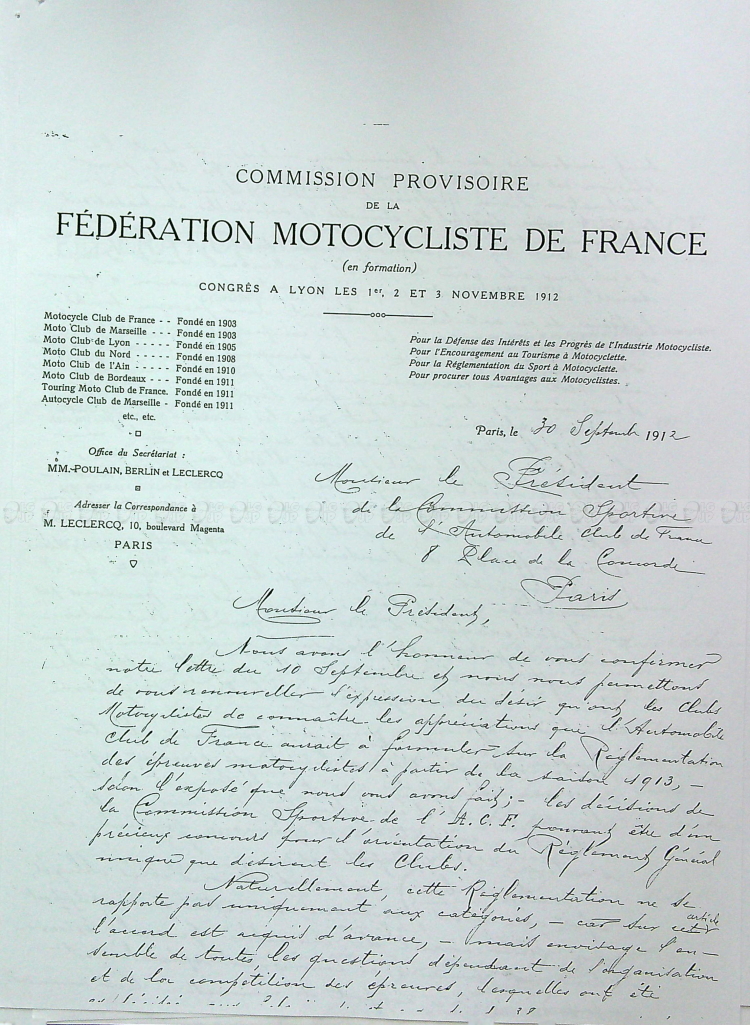 COMMISSION PROVISOIRE
DE LA
FÉDÉRATION MOTOCYCLISTE DE FRANCE
(en formation)
CONGRÈS A LYON LES 1er, 2 ET 3 NOVEMBRE 1912
Motocycle Club de France - - Fondé en 1903
Moto Club de Marseille - - - Fondé en 1903
Moto Club de Lyon - - - - - Fondé en 1905
Moto Club du Nord - - - - Fondé en 1908
Moto Club de l'Ain - - - - Fondé en 1910
Moto Club de Bordeaux - - - Fondé en 1911
Touring Moto Club de France. Fondé en 1911
Autocycle Club de Marseille - Fondé en 1911
etc., etc.
Office du Secrétariat :
MM. POULAIN, BERLIN et LECLERCQ
Adresser la Correspondance à
M. LECLERCQ, 10, boulevard Magenta
PARIS
Pour la Défense des Intérêts et les Progrès de l'Industrie Motocycliste.
Pour l'Encouragement au Tourisme à Motocyclette.
Pour la Réglementation du Sport à Motocyclette.
Pour procurer tous Avantages aux Motocyclistes.
Paris, le 30 Septembre 1912
Monsieur le Président
de la Commission Sportive
de l'Automobile Club de France
8 Place de la Concorde
Paris
Monsieur le Président,
Nous avons l'honneur de vous confirmer
notre lettre du 10 Septembre et nous nous permettons
de vous renouveller l'expression du désir qu'ont les Clubs
Motocyclistes de connaître les appréciations que l'Automobile
Club de France aurait à formuler sur la Réglementation
des épreuves motocyclistes à partir de la saison 1913, -
selon l'exposé que nous vous avons fait; - les décisions de
la Commission Sportive de l'A.C.F. pouvant être d'un
précieux concours pour l'orientation du Réglement Général
unique que désirent les Clubs.
Naturellement, cette Réglementation ne se
rapporte pas uniquement aux catégories, - car sur cet article
l'accord est acquis d'avance, - mais envisage l'en-
semble de toutes les questions dépendant de l'organisation
et de la compétition des épreuves, lesquelles ont été